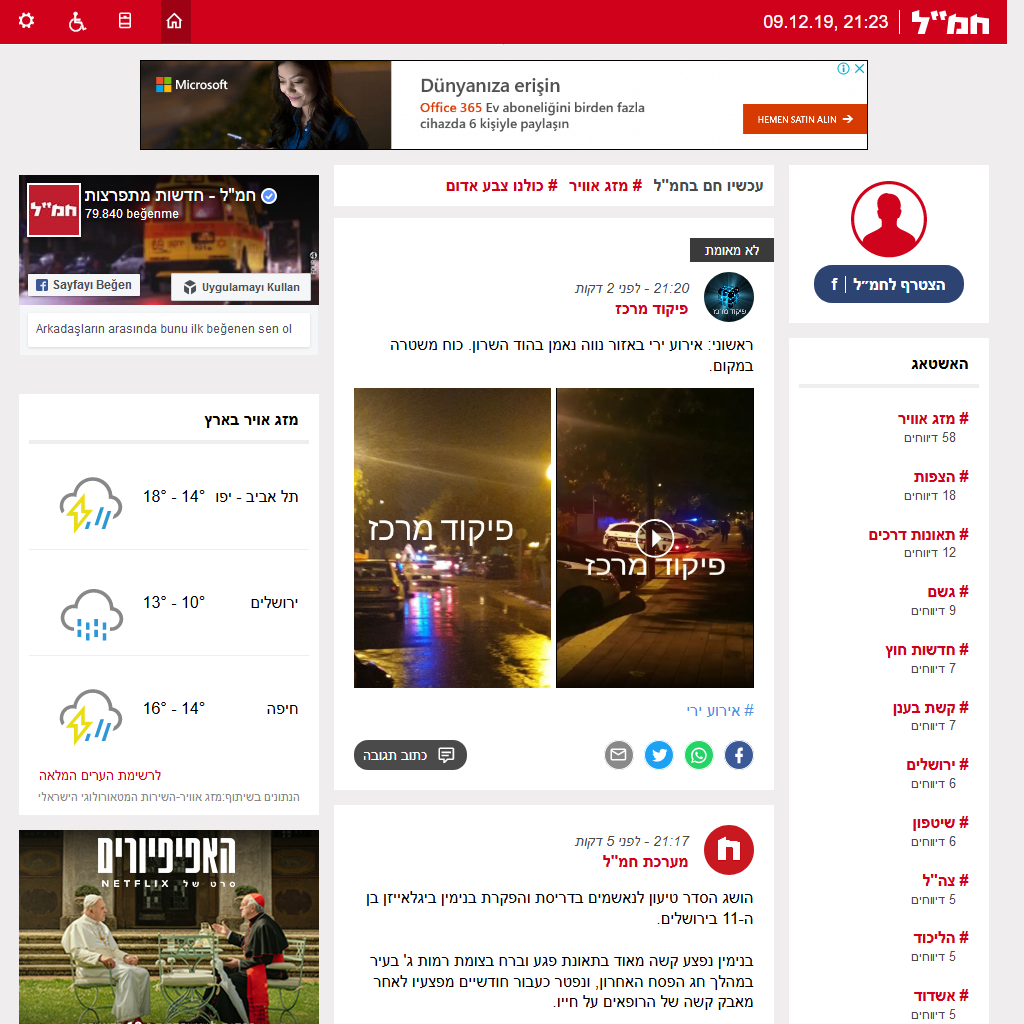 חמ"ל
09.12.19, 21:23
Microsoft
Dünyanıza erişin
Office 365 Ev aboneliğini birden fazla
cihazda 6 kişiyle paylaşın
HEMEN SATIN ALIN
הצטרף לחמ"ל
האשטאג
# מזג אוויר
58 דיווחים
# הצפות
18 דיווחים
# תאונות דרכים
12 דיווחים
# גשם
9 דיווחים
# חדשות חוץ
7 דיווחים
# קשת בענן
7 דיווחים
# ירושלים
6 דיווחים
# שיטפון
6 דיווחים
# צה"ל
5 דיווחים
# הליכוד
5 דיווחים
# אשדוד
5 דיווחים
עכשיו חם בחמ"ל # מזג אוויר # כולנו צבע אדום
לא מאומת
21:20 - לפני 2 דקות
פיקוד מרכז
פיקוד מרכז
ראשוני: אירוע ירי באזור נווה נאמן בהוד השרון. כוח משטרה
במקום.
פיקוד מרכז
פיקוד מרכז
# אירוע ירי
כתוב תגובה
21:17 - לפני 5 דקות
מערכת חמ"ל
הושג הסדר טיעון לנאשמים בדריסת והפקרת בנימין ביגלאייזן בן
ה-11 בירושלים.
בנימין נפצע קשה מאוד בתאונת פגע וברח בצומת רמות ג' בעיר
במהלך חג הפסח האחרון, ונפטר כעבור חודשיים מפצעיו לאחר
מאבק קשה של הרופאים על חייו.
חמ"ל
חמ"ל - חדשות מתפרצות
79.840 beğenme
Sayfayı Beğen
Uygulamayı Kullan
Arkadaşların arasında bunu ilk beğenen sen ol
מזג אויר בארץ
תל אביב - יפו 14° - 18°
ירושלים 10° - 13°
חיפה 14° - 16°
לרשימת הערים המלאה
הנתונים בשיתוף:מזג אוויר-השירות המטאורולוגי הישראלי
האפיפיורים
סרט של NETFLIX